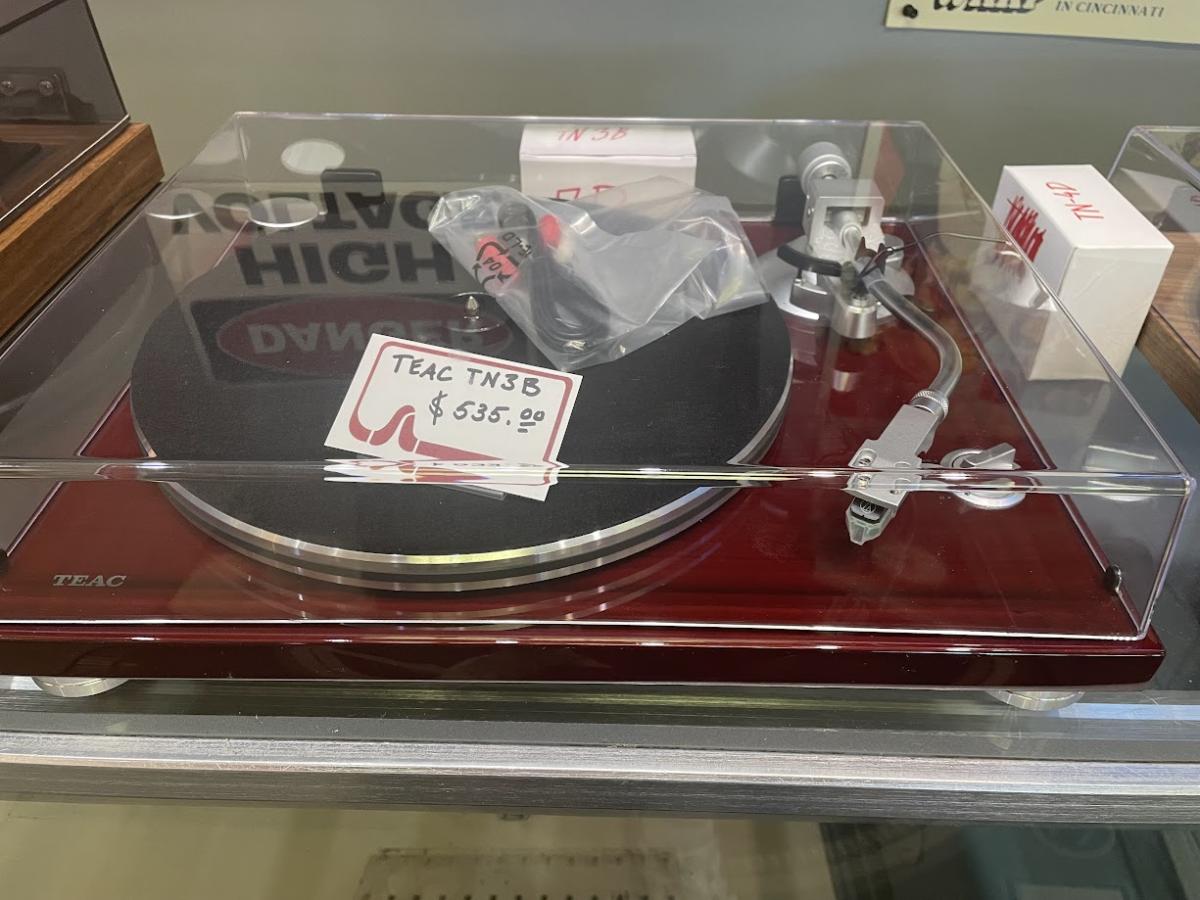 IN CINCINNATI
TN3B
TN-4D
VOLTAGE
HIGH
DANGER
TEAC TN3B
$535.00
TEAC